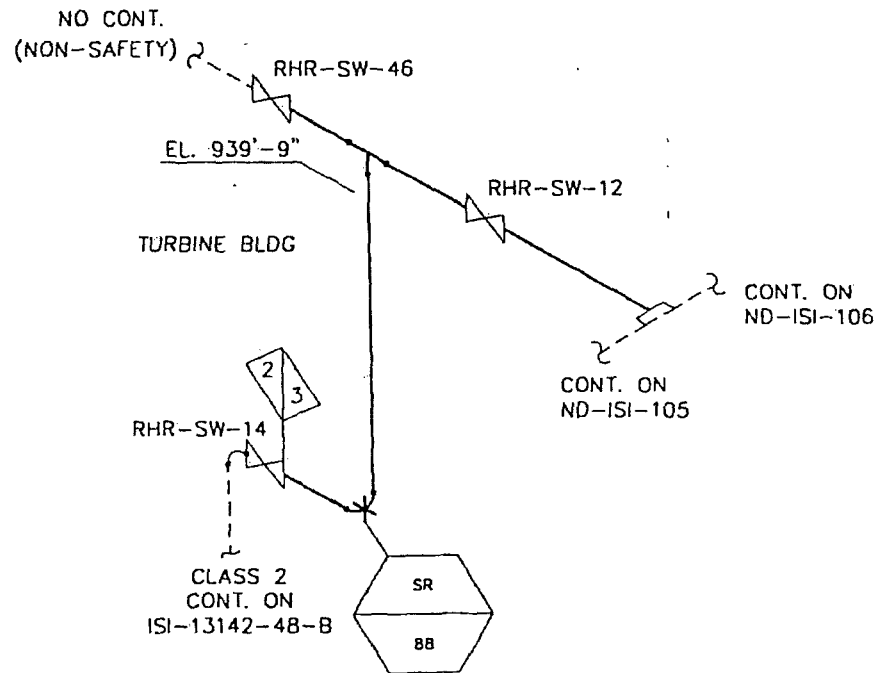 NO CONT.
(NON-SAFETY)
RHR-SW-46
EL. 939'-9"
RHR-SW-12
TURBINE BLDG
CONT. ON
ND-ISI-106
CONT. ON
ND-ISI-105
2
3
RHR-SW-14
CLASS 2
CONT. ON
ISI-13142-48-B
SR
88